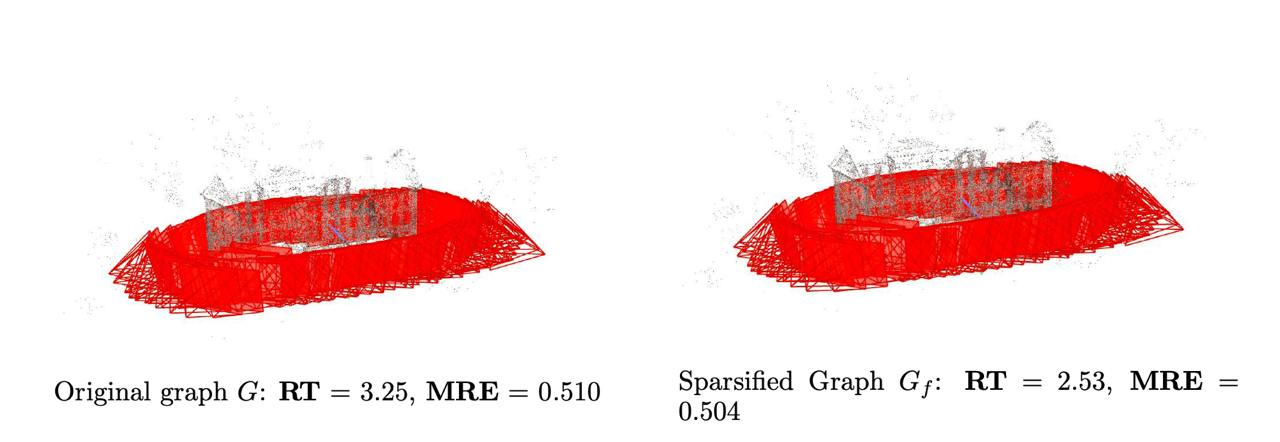 Original graph G: RT = 3.25, MRE = 0.510
Sparsified Graph G_f: RT = 2.53, MRE =
0.504